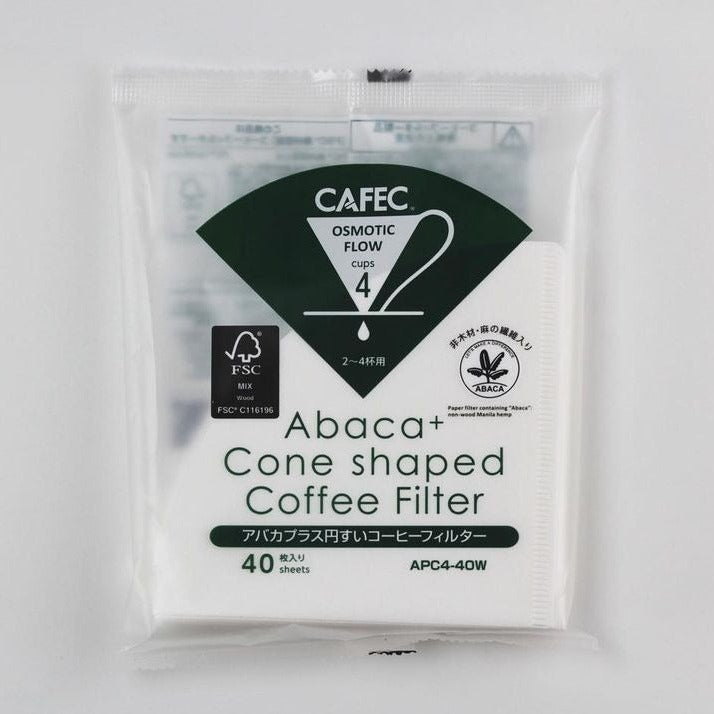 CAFEC
OSMOTIC
FLOW
cups
4
2〜4杯用
FSC
MIX
Wood
FSC® C116196
非木材・麻の繊維入り
LET'S MAKE A DIFFERENCE
ABACA
Paper filter containing "Abaca":
non-wood Manila hemp
Abaca+
Cone shaped
Coffee Filter
アバカプラス円すいコーヒーフィルター
40 枚入り
sheets
APC4-40W